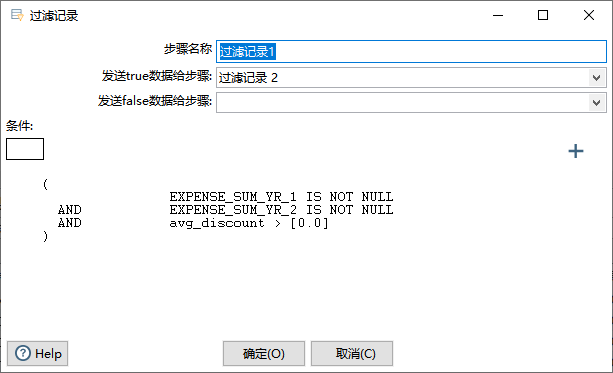 过滤记录
步骤名称 过滤记录1
发送true数据给步骤: 过滤记录 2
发送false数据给步骤:
条件:
(
EXPENSE_SUM_YR_1 IS NOT NULL
AND EXPENSE_SUM_YR_2 IS NOT NULL
AND avg_discount > [0.0]
)
Help 确定(O) 取消(C)